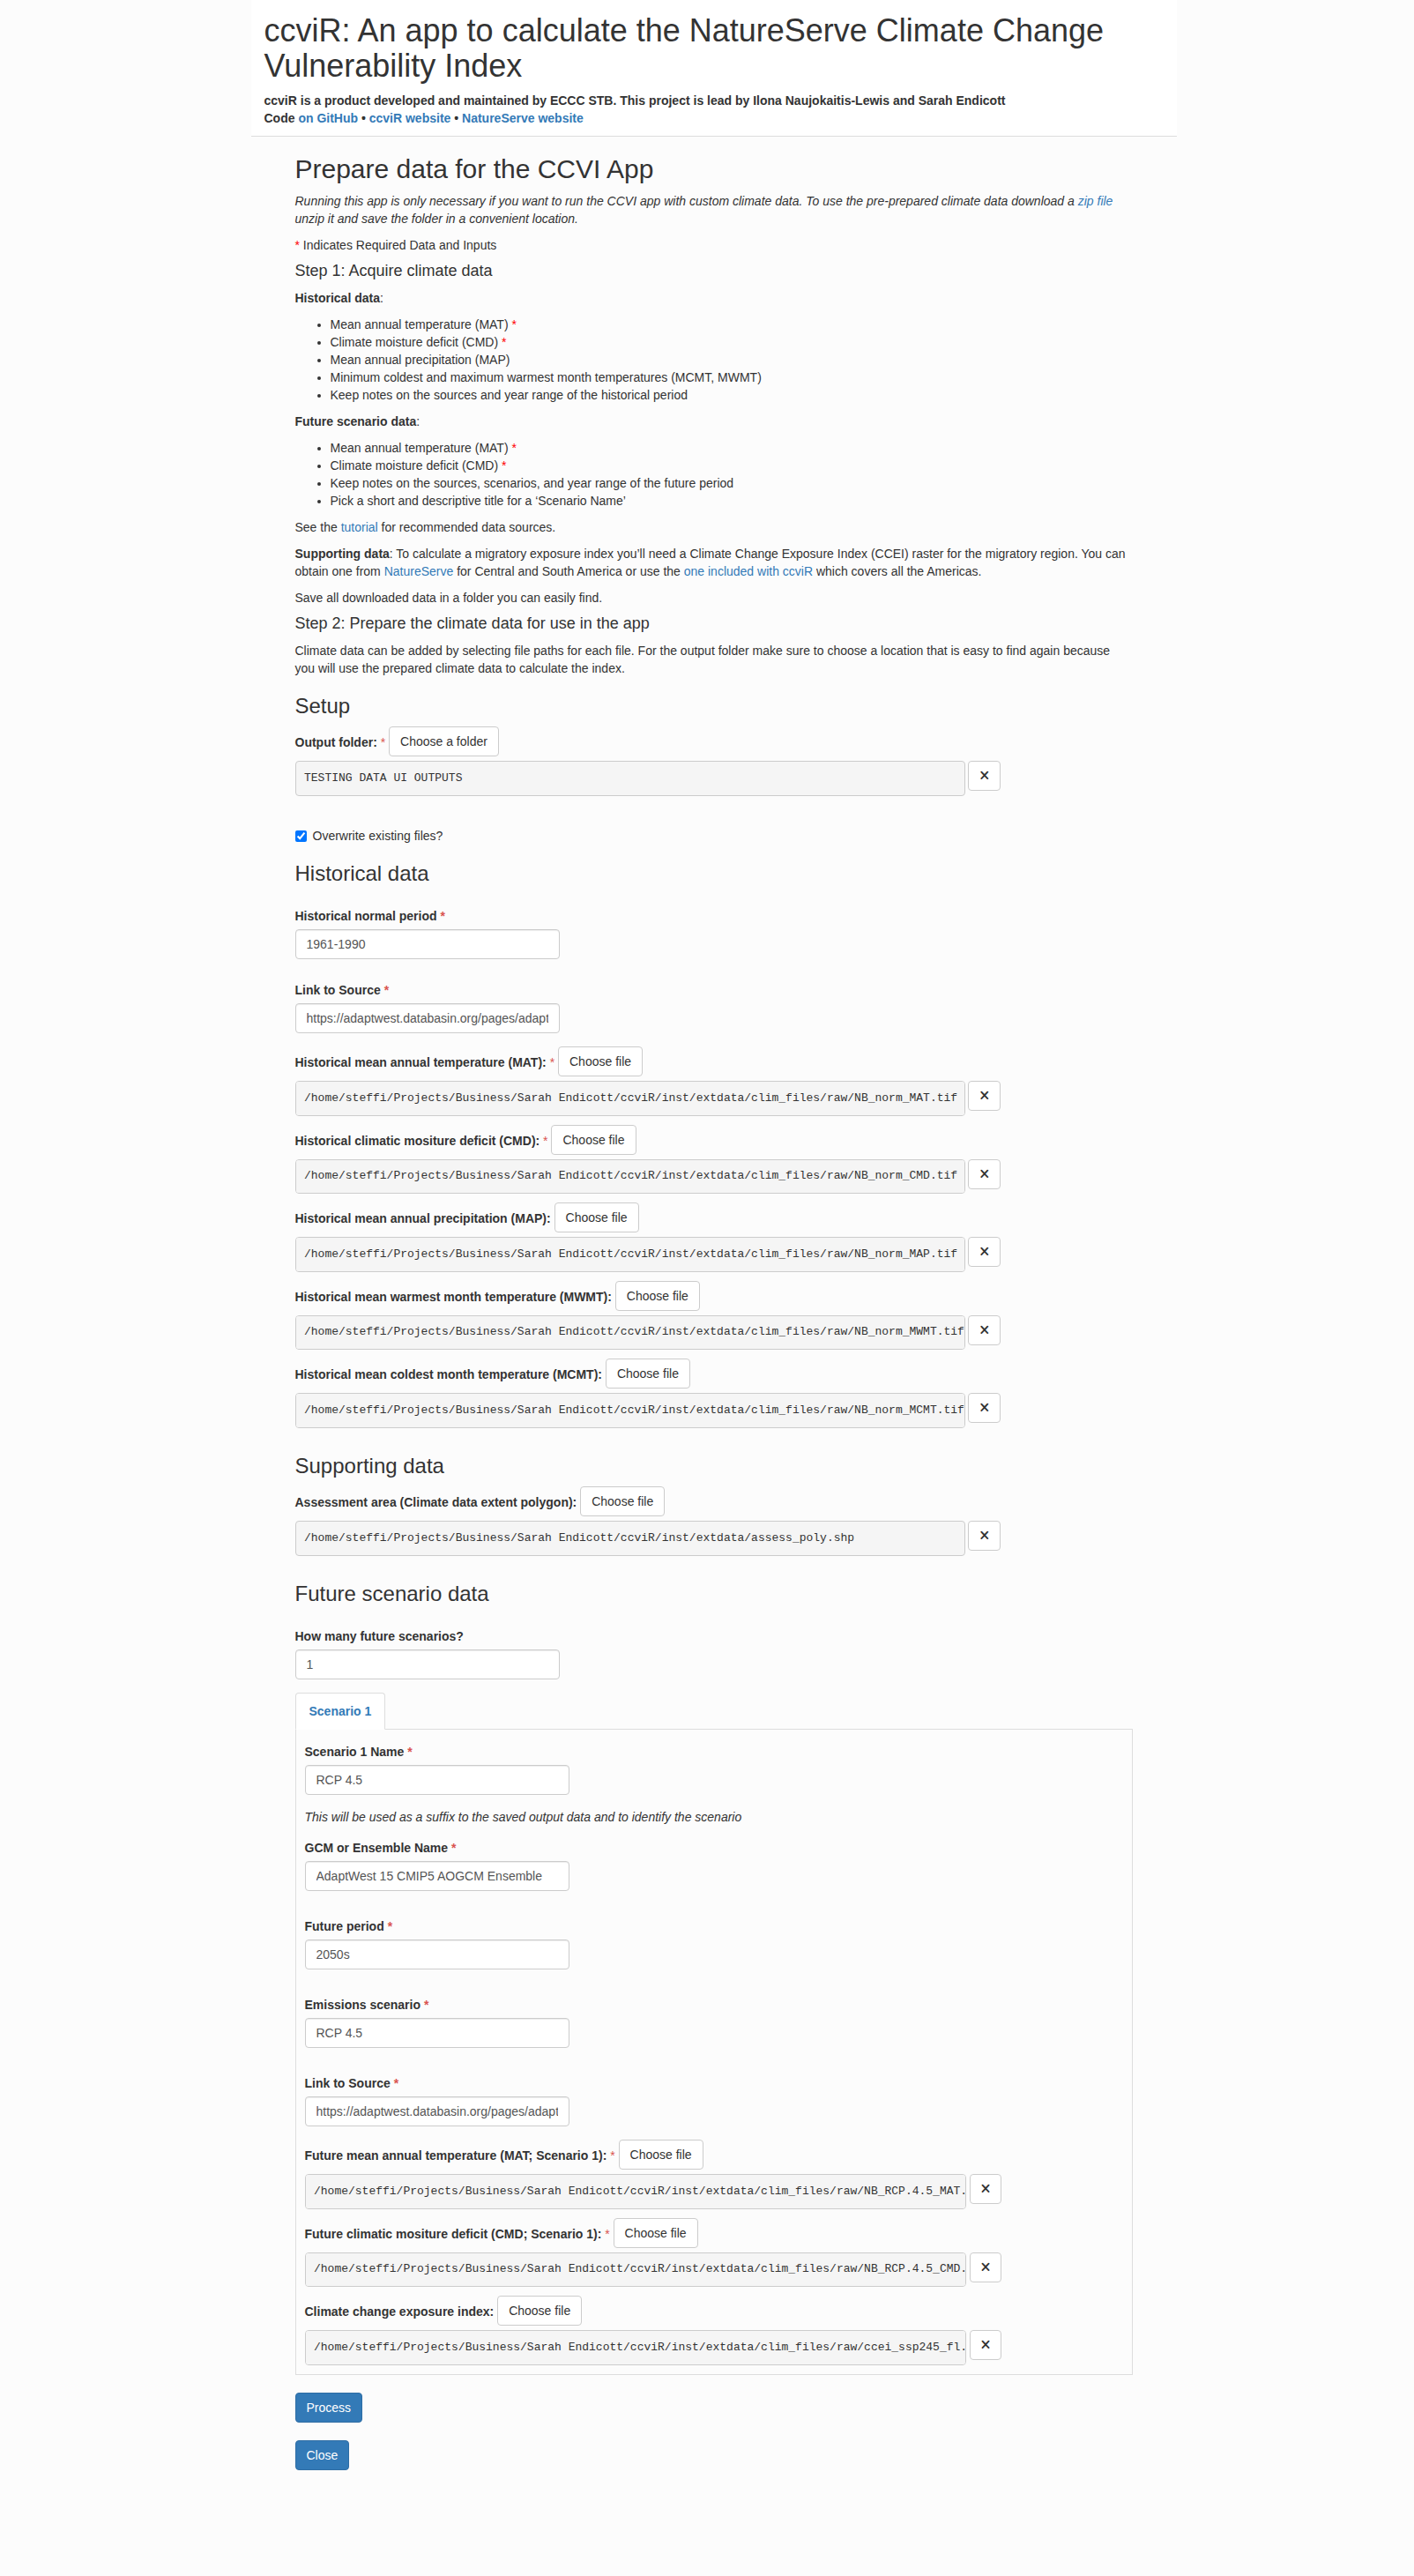 ccviR: An app to calculate the NatureServe Climate Change
Vulnerability Index
ccviR is a product developed and maintained by ECCC STB. This project is lead by Ilona Naujokaitis-Lewis and Sarah Endicott
Code on GitHub • ccviR website • NatureServe website
Prepare data for the CCVI App
Running this app is only necessary if you want to run the CCVI app with custom climate data. To use the pre-prepared climate data download a zip file
unzip it and save the folder in a convenient location.
* Indicates Required Data and Inputs
Step 1: Acquire climate data
Historical data:
• Mean annual temperature (MAT) *
• Climate moisture deficit (CMD) *
• Mean annual precipitation (MAP)
• Minimum coldest and maximum warmest month temperatures (MCMT, MWMT)
• Keep notes on the sources and year range of the historical period
Future scenario data:
• Mean annual temperature (MAT) *
• Climate moisture deficit (CMD) *
• Keep notes on the sources, scenarios, and year range of the future period
• Pick a short and descriptive title for a ‘Scenario Name’
See the tutorial for recommended data sources.
Supporting data: To calculate a migratory exposure index you’ll need a Climate Change Exposure Index (CCEI) raster for the migratory region. You can
obtain one from NatureServe for Central and South America or use the one included with ccviR which covers all the Americas.
Save all downloaded data in a folder you can easily find.
Step 2: Prepare the climate data for use in the app
Climate data can be added by selecting file paths for each file. For the output folder make sure to choose a location that is easy to find again because
you will use the prepared climate data to calculate the index.
Setup
Output folder: * Choose a folder
TESTING DATA UI OUTPUTS
Overwrite existing files?
Historical data
Historical normal period *
1961-1990
Link to Source *
https://adaptwest.databasin.org/pages/adapt
Historical mean annual temperature (MAT): * Choose file
/home/steffi/Projects/Business/Sarah Endicott/ccviR/inst/extdata/clim_files/raw/NB_norm_MAT.tif
Historical climatic mositure deficit (CMD): * Choose file
/home/steffi/Projects/Business/Sarah Endicott/ccviR/inst/extdata/clim_files/raw/NB_norm_CMD.tif
Historical mean annual precipitation (MAP): Choose file
/home/steffi/Projects/Business/Sarah Endicott/ccviR/inst/extdata/clim_files/raw/NB_norm_MAP.tif
Historical mean warmest month temperature (MWMT): Choose file
/home/steffi/Projects/Business/Sarah Endicott/ccviR/inst/extdata/clim_files/raw/NB_norm_MWMT.tif
Historical mean coldest month temperature (MCMT): Choose file
/home/steffi/Projects/Business/Sarah Endicott/ccviR/inst/extdata/clim_files/raw/NB_norm_MCMT.tif
Supporting data
Assessment area (Climate data extent polygon): Choose file
/home/steffi/Projects/Business/Sarah Endicott/ccviR/inst/extdata/assess_poly.shp
Future scenario data
How many future scenarios?
1
Scenario 1
Scenario 1 Name *
RCP 4.5
This will be used as a suffix to the saved output data and to identify the scenario
GCM or Ensemble Name *
AdaptWest 15 CMIP5 AOGCM Ensemble
Future period *
2050s
Emissions scenario *
RCP 4.5
Link to Source *
https://adaptwest.databasin.org/pages/adapt
Future mean annual temperature (MAT; Scenario 1): * Choose file
/home/steffi/Projects/Business/Sarah Endicott/ccviR/inst/extdata/clim_files/raw/NB_RCP.4.5_MAT.
Future climatic mositure deficit (CMD; Scenario 1): * Choose file
/home/steffi/Projects/Business/Sarah Endicott/ccviR/inst/extdata/clim_files/raw/NB_RCP.4.5_CMD.
Climate change exposure index: Choose file
/home/steffi/Projects/Business/Sarah Endicott/ccviR/inst/extdata/clim_files/raw/ccei_ssp245_fl.
Process
Close